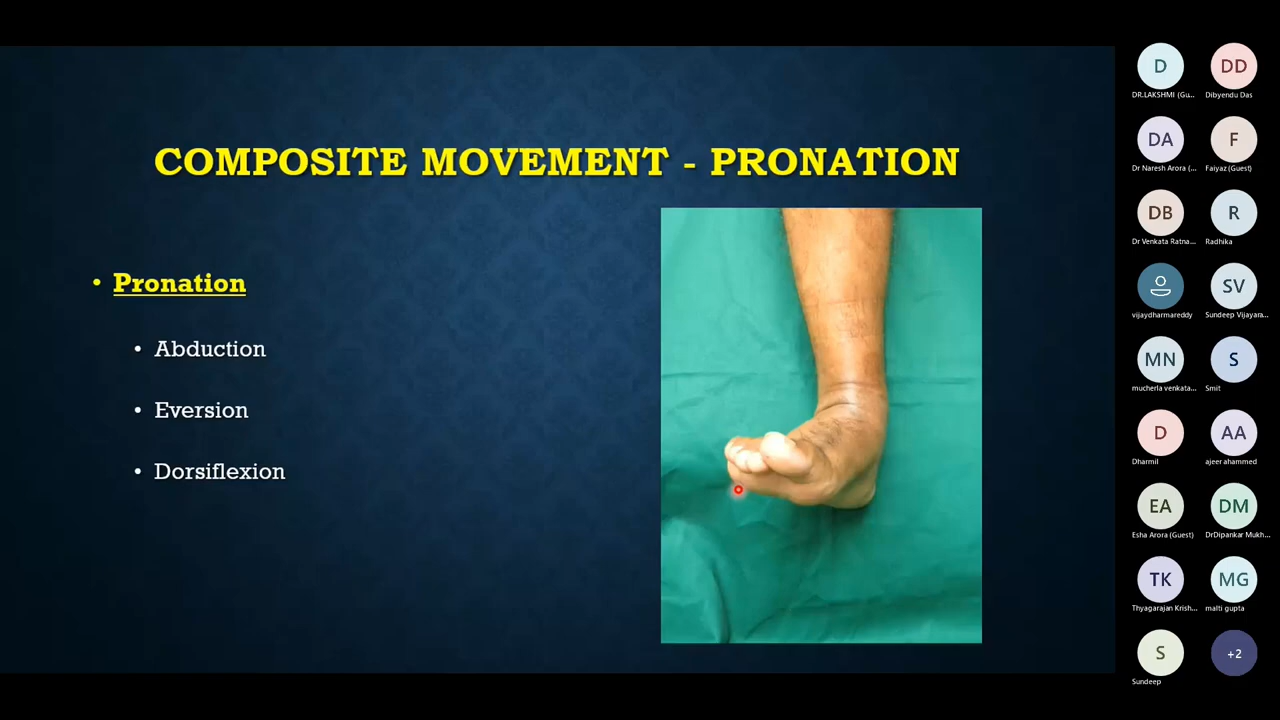 COMPOSITE MOVEMENT - PRONATION
• Pronation
• Abduction
• Eversion
• Dorsiflexion
D DD
DR.LAKSHMI (Gu... Dibyendu Das
DA F
Dr Naresh Arora (... Faiyaz (Guest)
DB R
Dr Venkata Ratna... Radhika
SV
vijaydharmareddy Sundeep Vijayara...
MN S
mucherla venkata... Smit
D AA
Dharmil ajeer ahammed
EA DM
Esha Arora (Guest) DrDipankar Mukh...
TK MG
Thyagarajan Krish... malti gupta
S +2
Sundeep